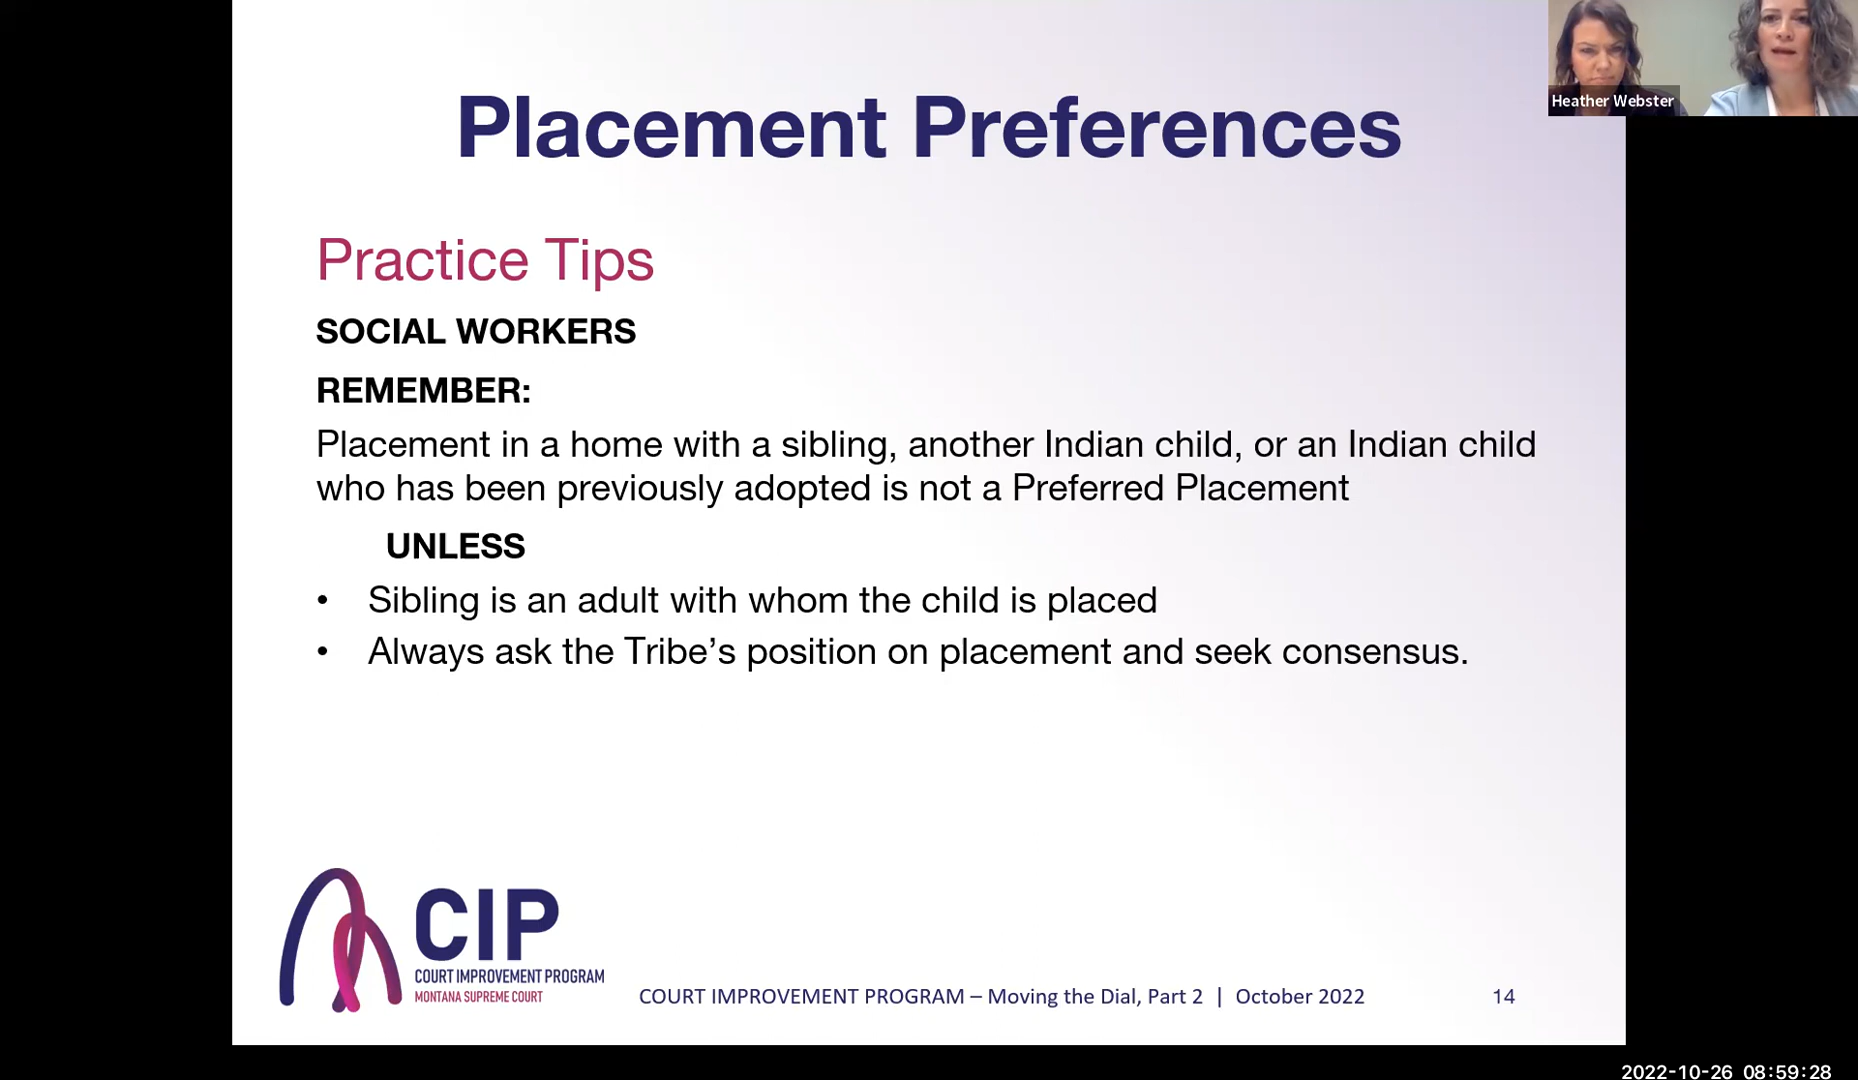 Placement Preferences
Heather Webster
Practice Tips
SOCIAL WORKERS
REMEMBER:
Placement in a home with a sibling, another Indian child, or an Indian child
who has been previously adopted is not a Preferred Placement
UNLESS
• Sibling is an adult with whom the child is placed
• Always ask the Tribe’s position on placement and seek consensus.
CIP
COURT IMPROVEMENT PROGRAM
MONTANA SUPREME COURT
COURT IMPROVEMENT PROGRAM – Moving the Dial, Part 2 | October 2022
14
2022-10-26 08:59:28